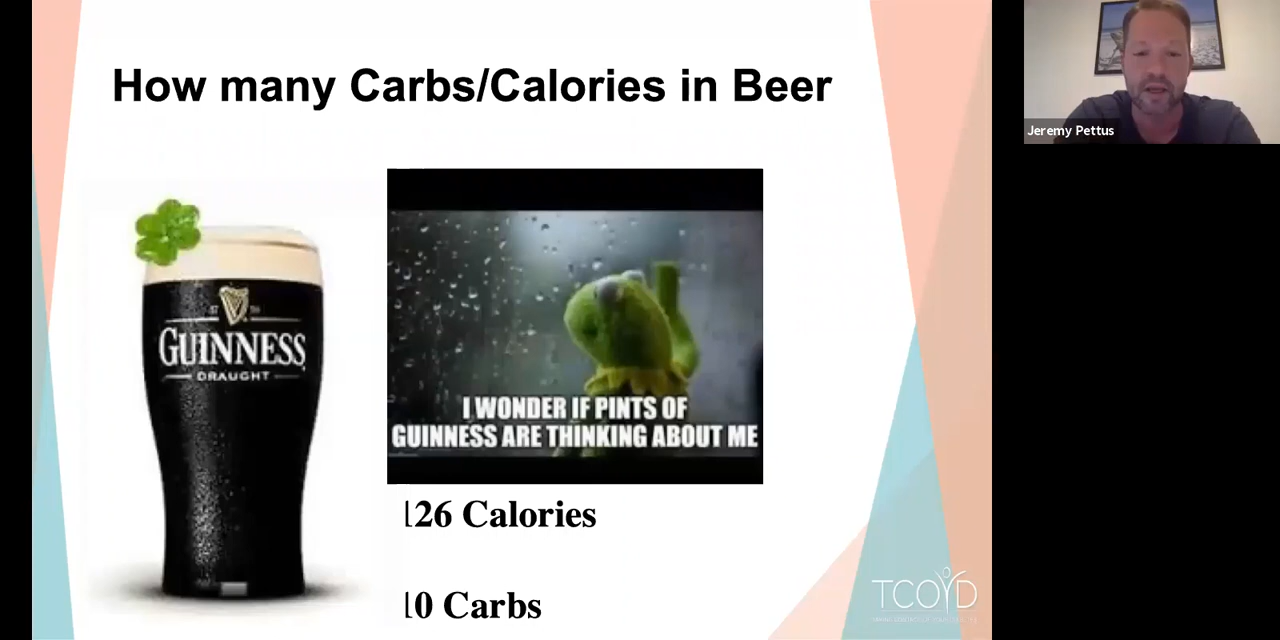 How many Carbs/Calories in Beer
GUINNESS
DRAUGHT
I WONDER IF PINTS OF
GUINNESS ARE THINKING ABOUT ME
126 Calories
10 Carbs
TCOYD
Jeremy Pettus